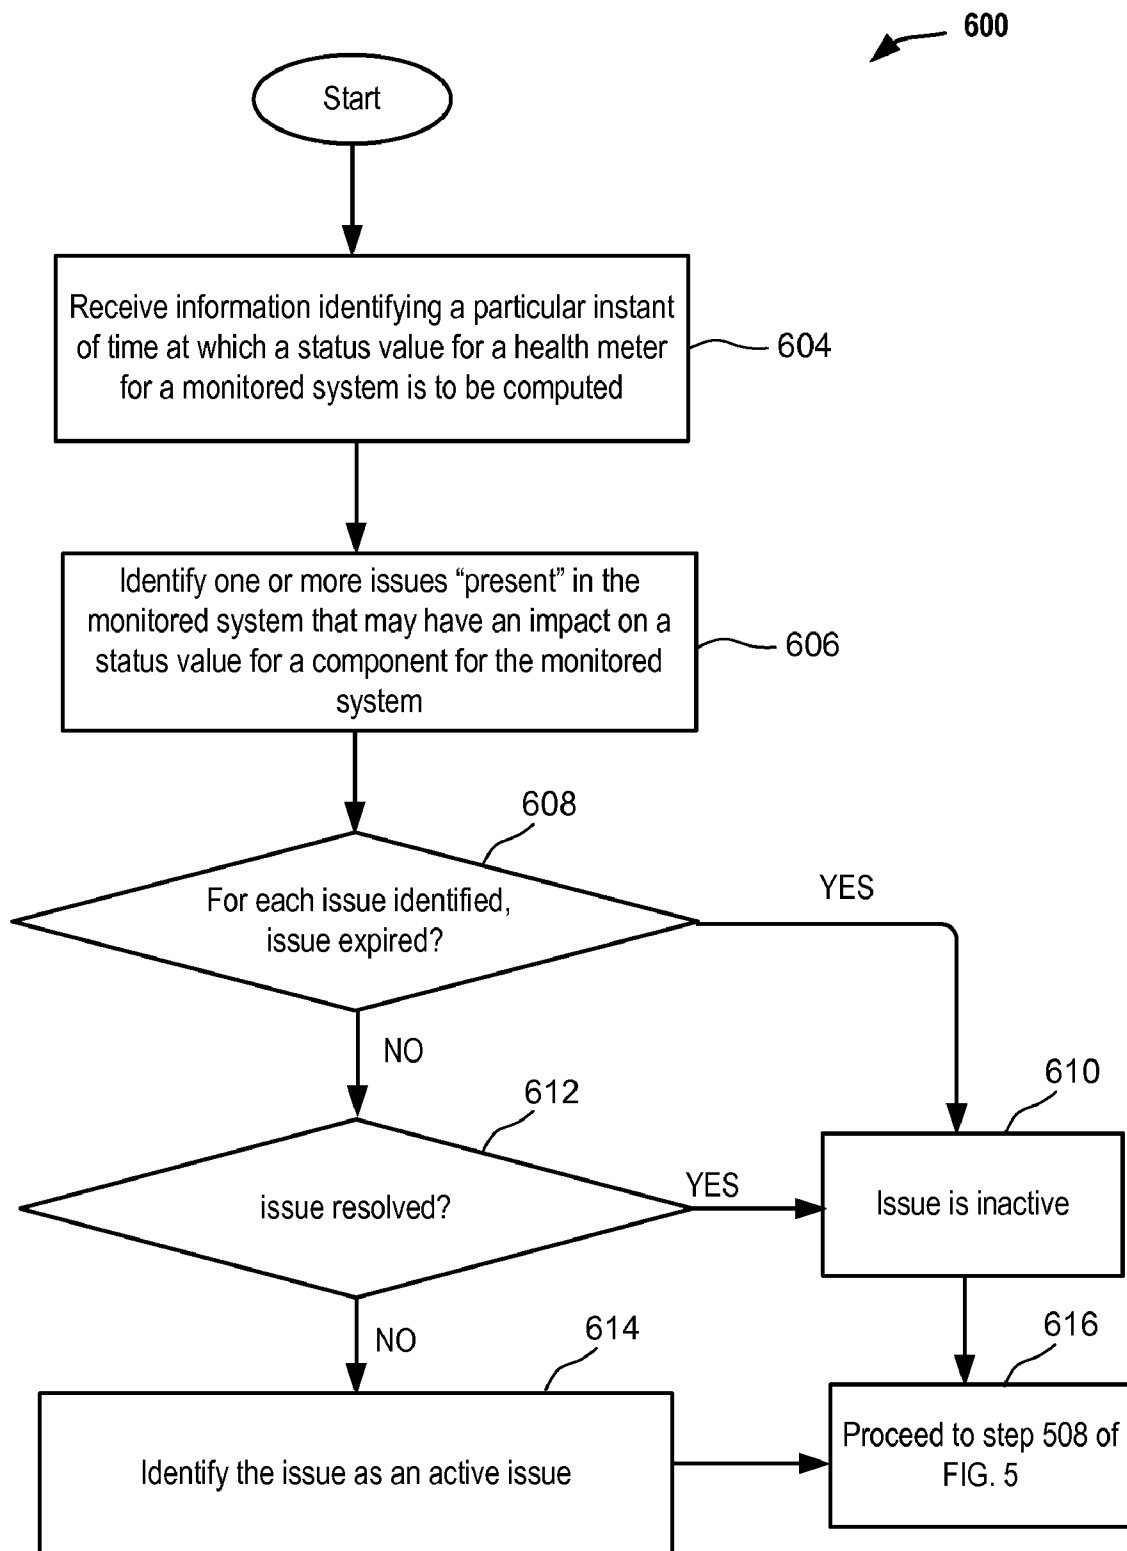 600
Start
Receive information identifying a particular instant
of time at which a status value for a health meter
for a monitored system is to be computed
604
Identify one or more issues “present” in the
monitored system that may have an impact on a
status value for a component for the monitored
system
606
608
For each issue identified,
issue expired?
YES
NO
612
610
issue resolved?
YES
Issue is inactive
NO
614
616
Identify the issue as an active issue
Proceed to step 508 of
FIG. 5